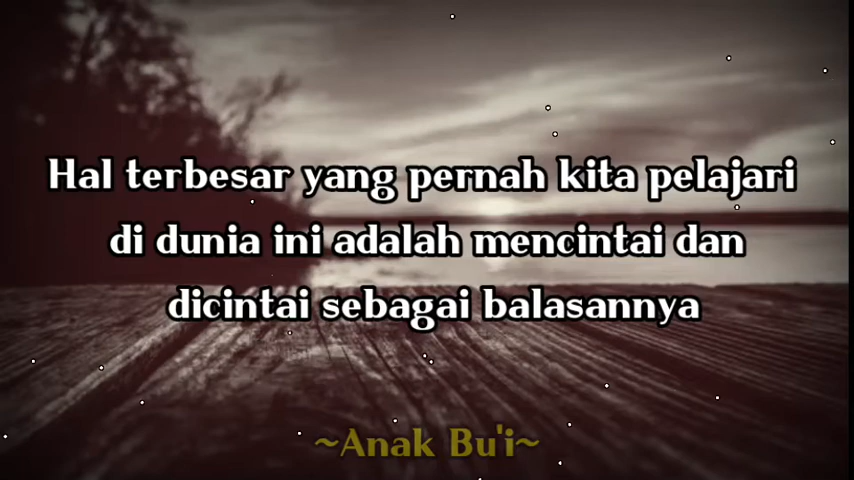 Hal terbesar yang pernah kita pelajari
di dunia ini adalah mencintai dan
dicintai sebagai balasannya
~Anak Bu'i~